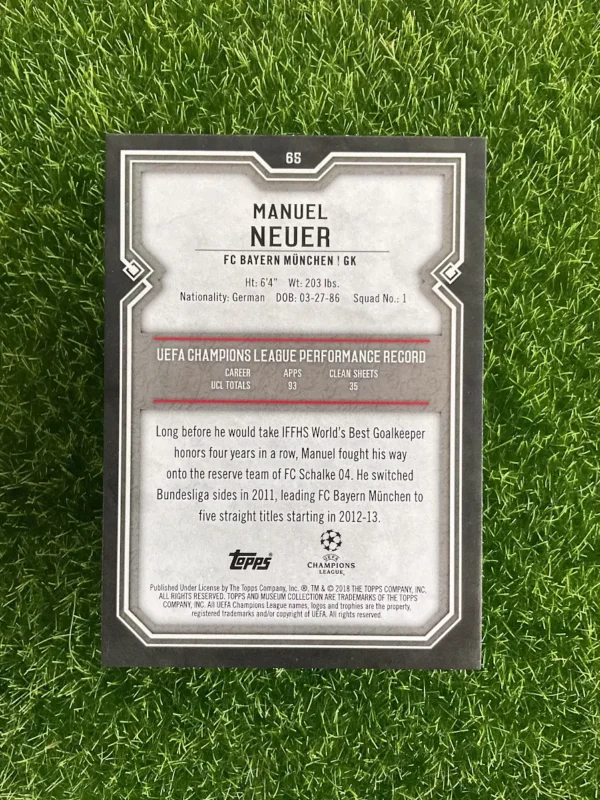 65
MANUEL
NEUER
FC BAYERN MÜNCHEN | GK
Ht: 6'4" Wt: 203 lbs.
Nationality: German DOB: 03-27-86 Squad No.: 1
UEFA CHAMPIONS LEAGUE PERFORMANCE RECORD
CAREER APPS CLEAN SHEETS
UCL TOTALS 93 35
Long before he would take IFFHS World's Best Goalkeeper
honors four years in a row, Manuel fought his way
onto the reserve team of FC Schalke 04. He switched
Bundesliga sides in 2011, leading FC Bayern München to
five straight titles starting in 2012-13.
Topps
UEFA
CHAMPIONS
LEAGUE
Published Under License by The Topps Company, Inc. ®, TM & © 2018 THE TOPPS COMPANY, INC.
ALL RIGHTS RESERVED. TOPPS AND MUSEUM COLLECTION ARE TRADEMARKS OF THE TOPPS
COMPANY, INC. All UEFA Champions League names, logos and trophies are the property,
registered trademarks and/or copyright of UEFA. All rights reserved.